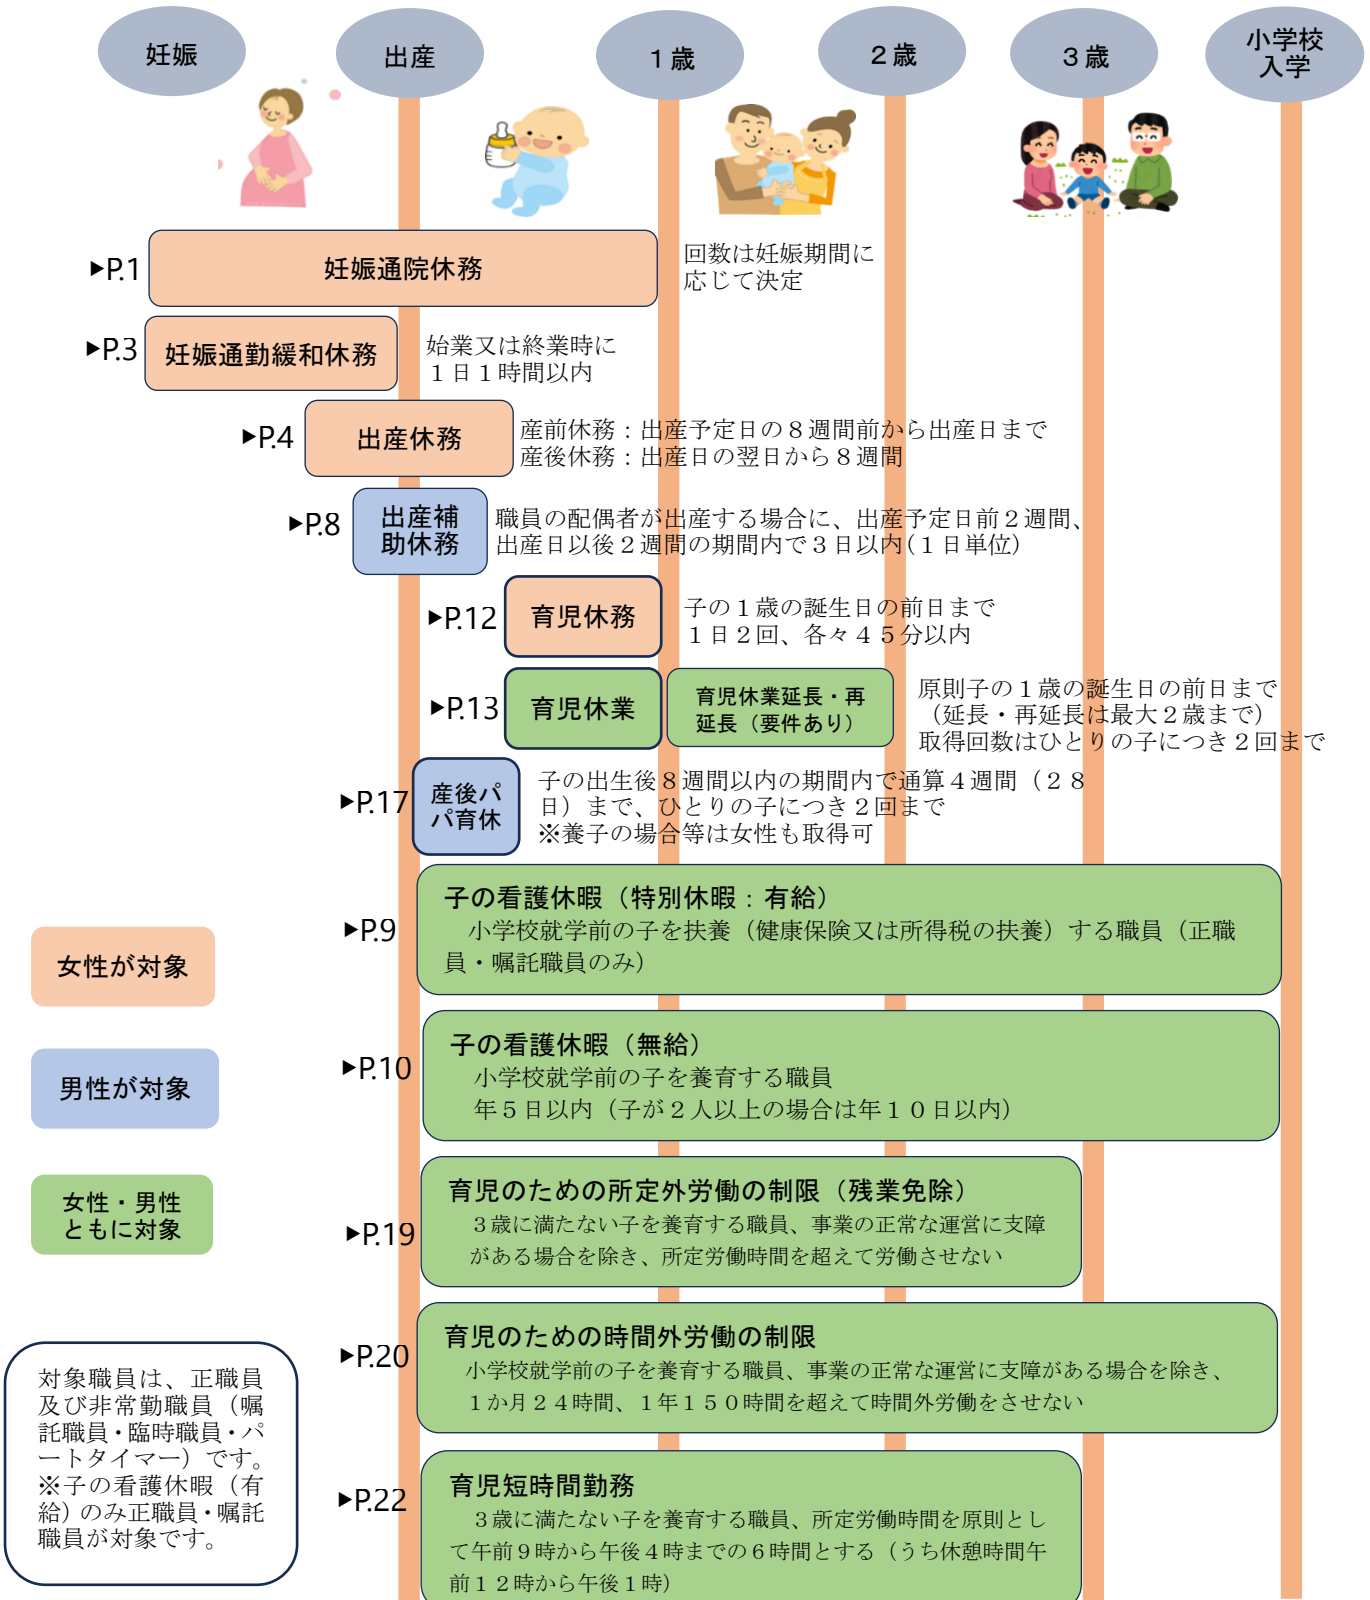 妊娠
出産
１歳
２歳
３歳
小学校
入学
▶P.1
妊娠通院休務
回数は妊娠期間に
応じて決定
▶P.3
妊娠通勤緩和休務
始業又は終業時に
１日１時間以内
▶P.4
出産休務
産前休務：出産予定日の８週間前から出産日まで
産後休務：出産日の翌日から８週間
▶P.8
出産補
助休務
職員の配偶者が出産する場合に、出産予定日前２週間、
出産日以後２週間の期間内で３日以内（１日単位）
▶P.12
育児休務
子の１歳の誕生日の前日まで
１日２回、各々４５分以内
▶P.13
育児休業
育児休業延長・再
延長（要件あり）
原則子の１歳の誕生日の前日まで
（延長・再延長は最大２歳まで）
取得回数はひとりの子につき２回まで
▶P.17
産後パ
パ育休
子の出生後８週間以内の期間内で通算４週間（２８
日）まで、ひとりの子につき２回まで
※養子の場合等は女性も取得可
▶P.9
子の看護休暇（特別休暇：有給）
小学校就学前の子を扶養（健康保険又は所得税の扶養）する職員（正職
員・嘱託職員のみ）
▶P.10
子の看護休暇（無給）
小学校就学前の子を養育する職員
年５日以内（子が２人以上の場合は年１０日以内）
▶P.19
育児のための所定外労働の制限（残業免除）
３歳に満たない子を養育する職員、事業の正常な運営に支障
がある場合を除き、所定労働時間を超えて労働させない
▶P.20
育児のための時間外労働の制限
小学校就学前の子を養育する職員、事業の正常な運営に支障がある場合を除き、
１か月２４時間、１年１５０時間を超えて時間外労働をさせない
▶P.22
育児短時間勤務
３歳に満たない子を養育する職員、所定労働時間を原則とし
て午前９時から午後４時までの６時間とする（うち休憩時間午
前１２時から午後１時）
女性が対象
男性が対象
女性・男性
ともに対象
対象職員は、正職員
及び非常勤職員（嘱
託職員・臨時職員・パ
ートタイマー）です。
※子の看護休暇（有
給）のみ正職員・嘱託
職員が対象です。